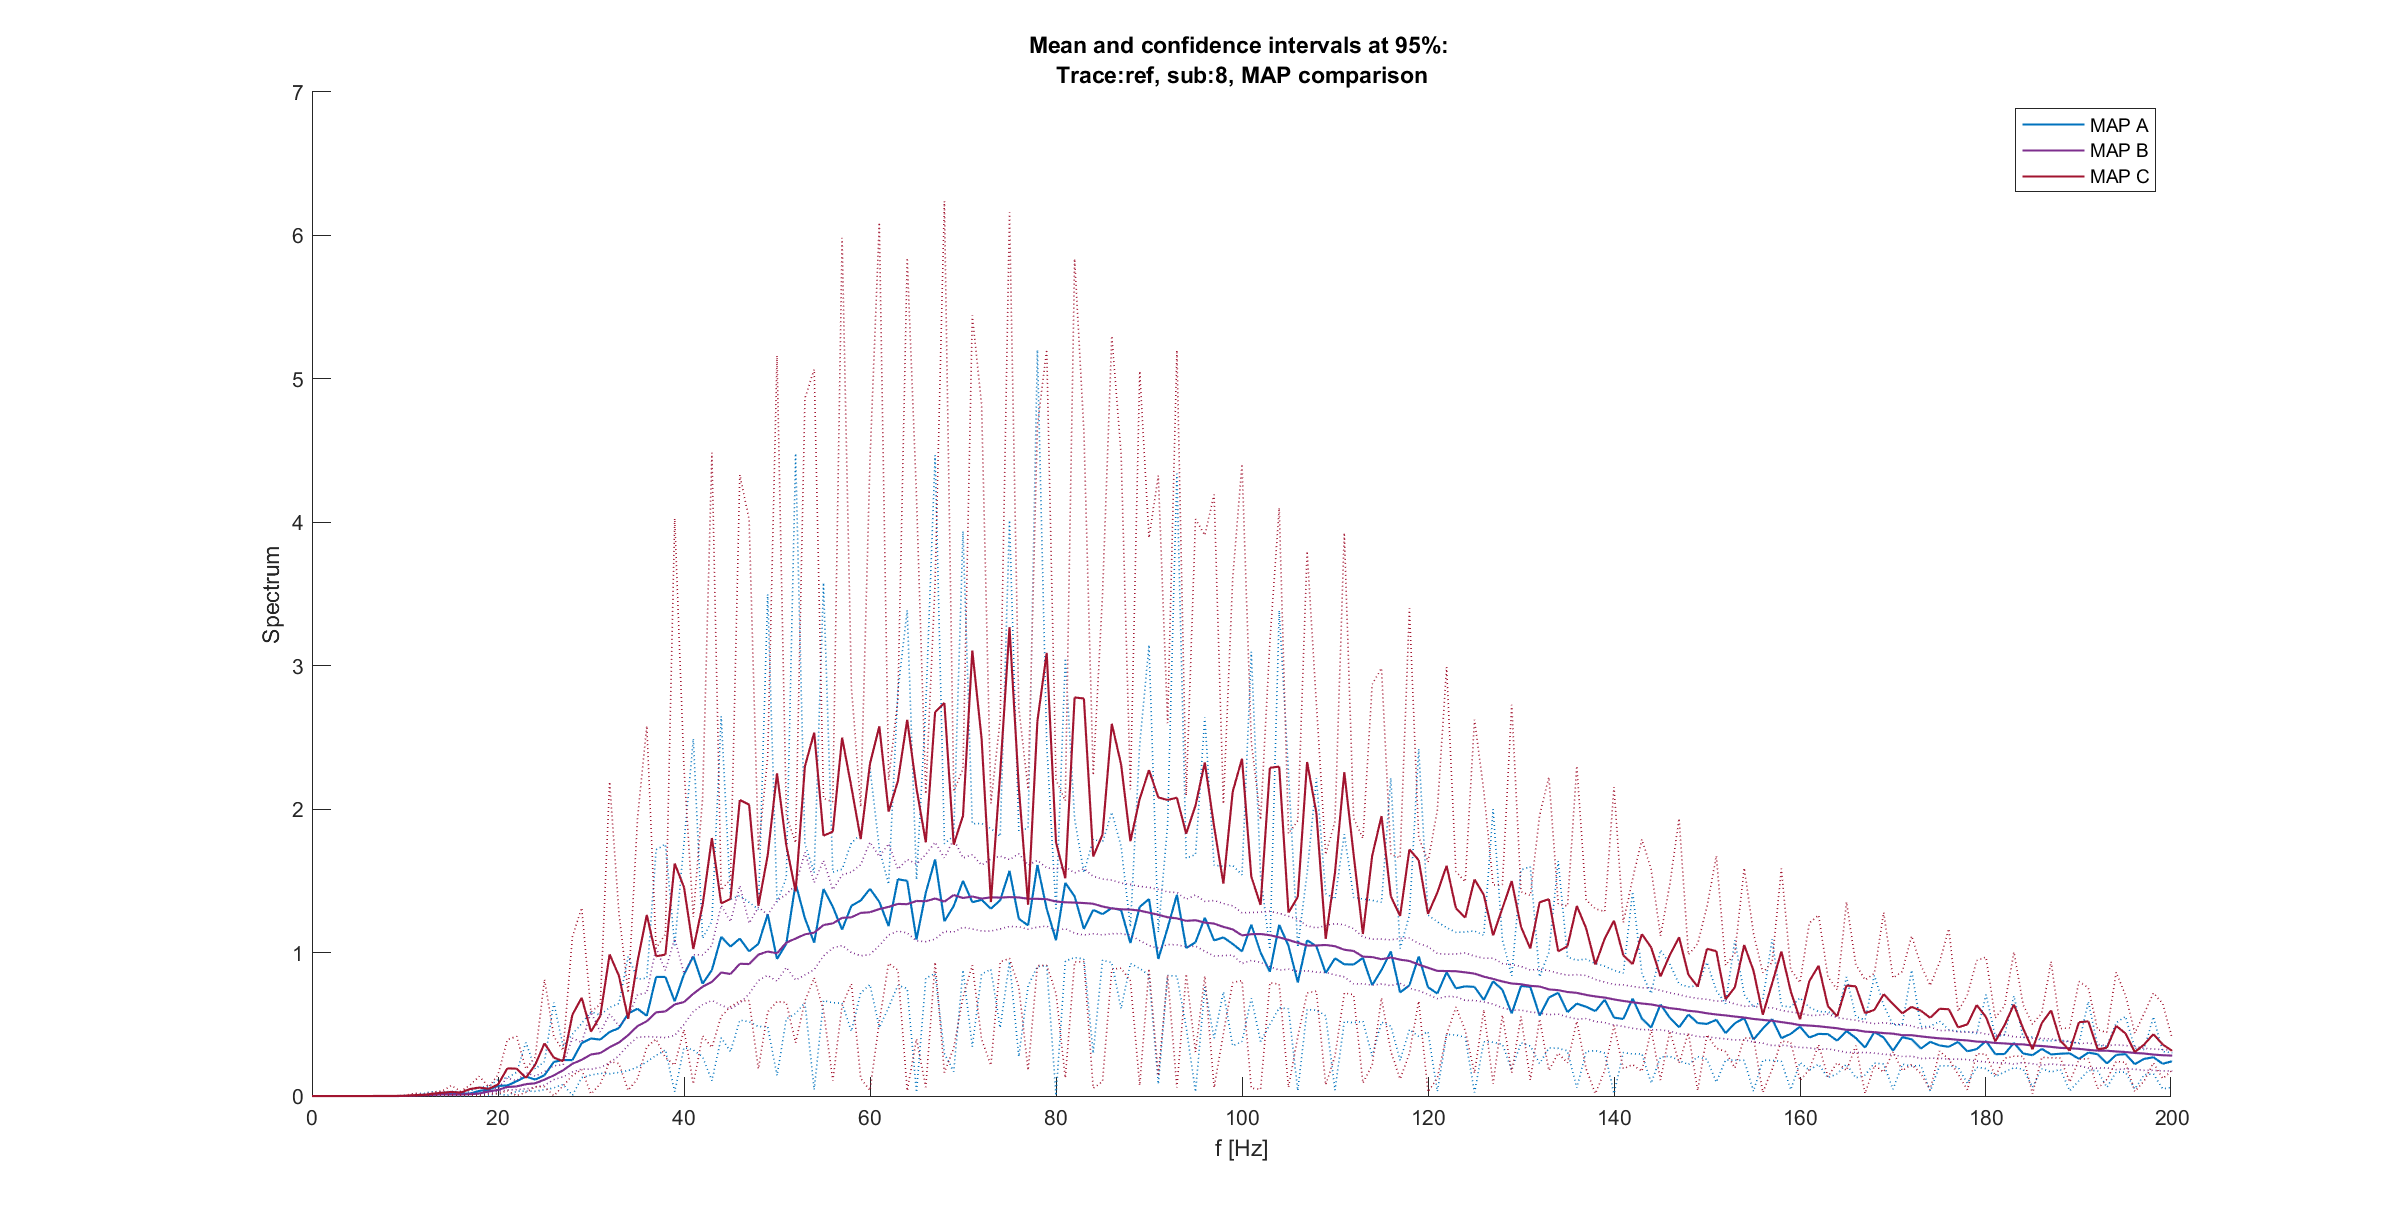 Mean and confidence intervals at 95%:
Trace:ref, sub:8, MAP comparison
MAP A
MAP B
MAP C
Spectrum
7
6
5
4
3
2
1
0
0 20 40 60 80 100 120 140 160 180 200
f [Hz]